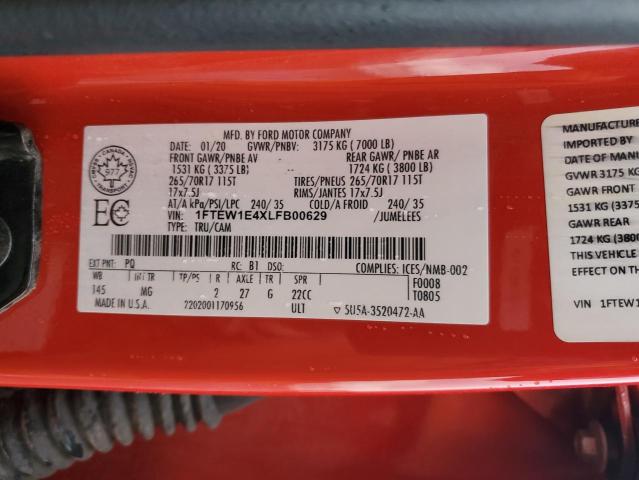 MFD. BY FORD MOTOR COMPANY
DATE: 01/20 GVWR/PNBV: 3175 KG ( 7000 LB)
FRONT GAWR/PNBE AV REAR GAWR/ PNBE AR
1531 KG ( 3375 LB) 1724 KG ( 3800 LB)
265/70R17 115T TIRES/PNEUS 265/70R17 115T
17x7.5J RIMS/JANTES 17x7.5J
AT/A kPa/PSI/LPC 240/ 35 240/ 35
VIN: 1FTEW1E4XLFB00629 /JUMELEES
TYPE: TRU/CAM
CANADA
977
TRANSPORT
EC
EXT PNT: PQ RC: B1 DSO: COMPLIES: ICES/NMB-002
WB INT TR TP/PS R AXLE TR SPR F0008
145 MG 2 27 G 22CC T0805
MADE IN U.S.A. 7202001170956 ULT 5U5A-3520472-AA
MANUFACTURE
IMPORTED BY
DATE OF MANU
GVWR 3175 KG
GAWR FRONT
1531 KG (3375
GAWR REAR
1724 KG (3800
THIS VEHICLE
EFFECT ON THE
VIN 1FTEW1